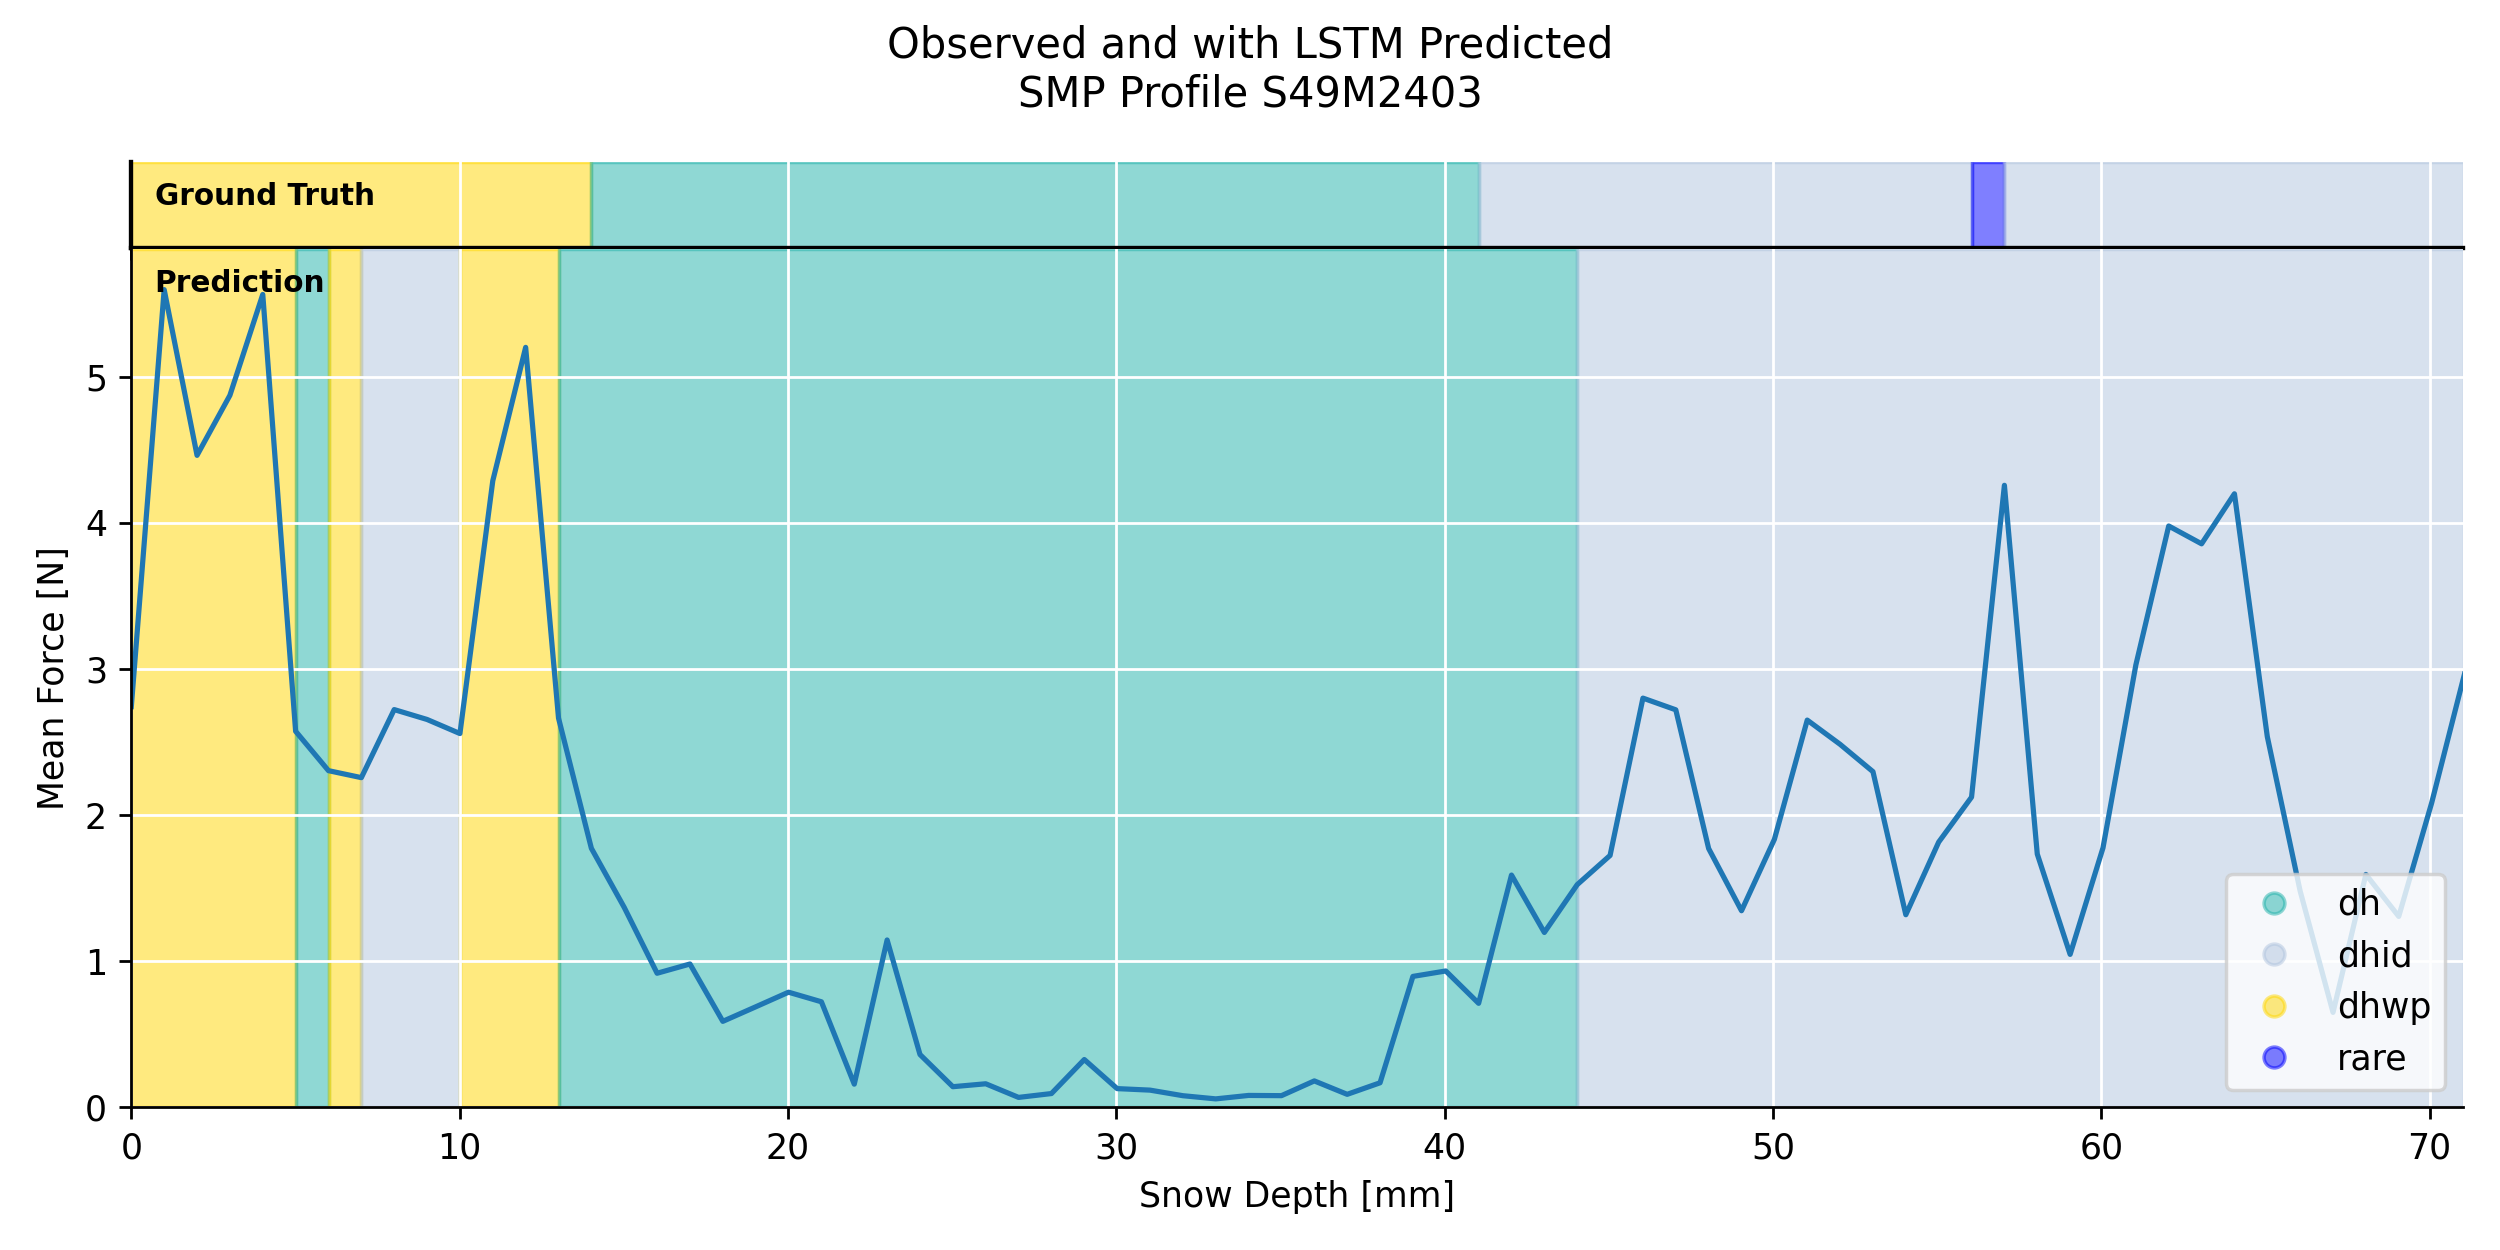 Observed and with LSTM Predicted
SMP Profile S49M2403
Ground Truth
Prediction
5
4
3
2
1
0
Mean Force [N]
dh
dhid
dhwp
rare
0 10 20 30 40 50 60 70
Snow Depth [mm]